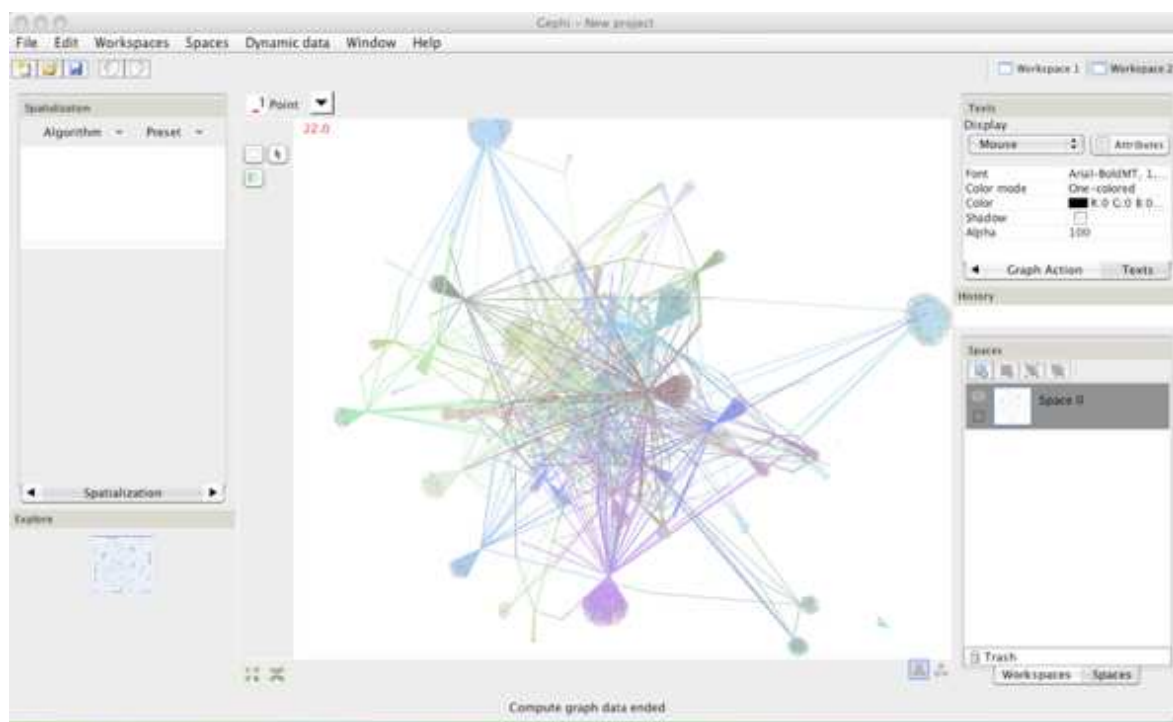 Gephi – New project
File Edit Workspaces Spaces Dynamic data Window Help
Workspace 1 Workspace 2
Spatialization
Algorithm Preset
Spatialization
Explore
1 Point
22.0
Texts
Display
Mouse Attributes
Font Arial-BoldMT, 1...
Color mode One-colored
Color R:0 G:0 B:0...
Shadow
Alpha 100
Graph Action Texts
History
Spaces
Space 0
Trash
Workspaces Spaces
Compute graph data ended